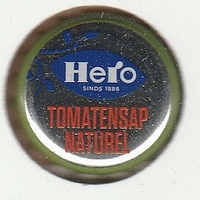 Hero
SINDS 1886
TOMATENSAP
NATUREL